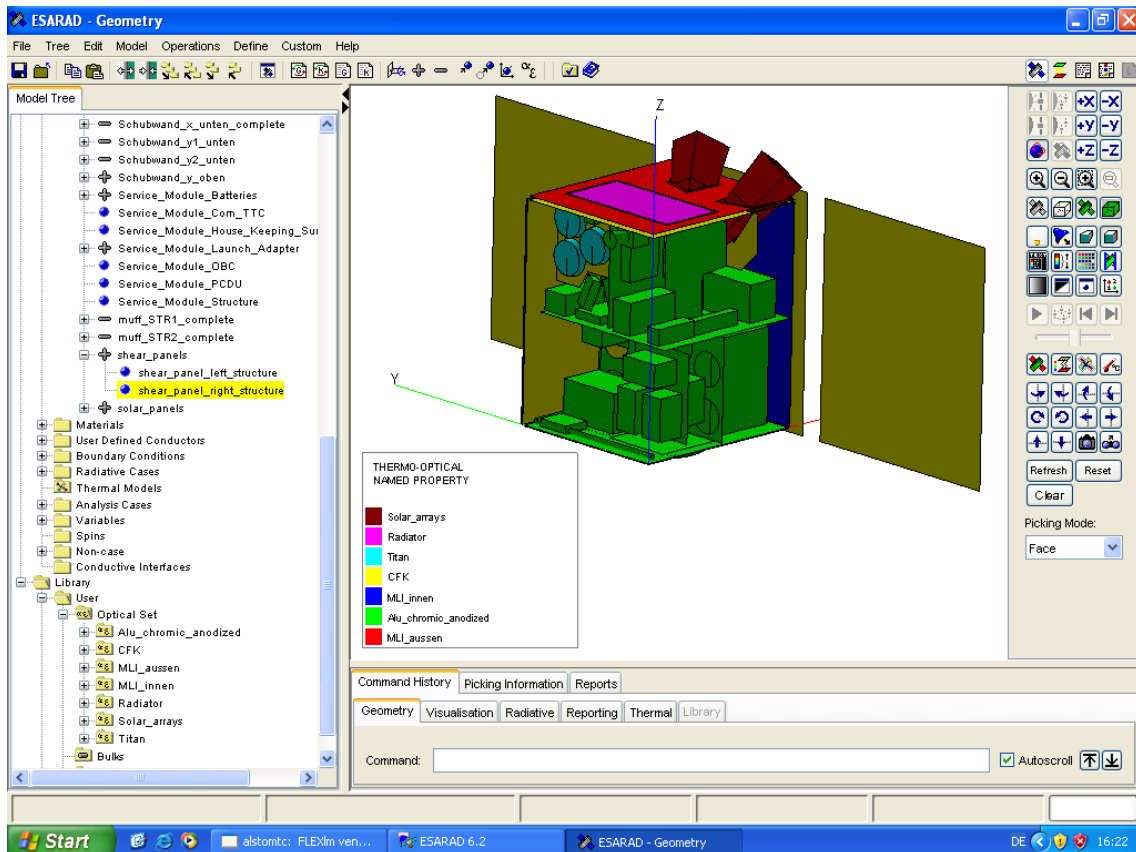 ESARAD - Geometry
File Tree Edit Model Operations Define Custom Help
Model Tree
Schubwand_x_unten_complete
Schubwand_y1_unten
Schubwand_y2_unten
Schubwand_y_oben
Service_Module_Batteries
Service_Module_Com_TTC
Service_Module_House_Keeping_Sur
Service_Module_Launch_Adapter
Service_Module_OBC
Service_Module_PCDU
Service_Module_Structure
muff_STR1_complete
muff_STR2_complete
shear_panels
shear_panel_left_structure
shear_panel_right_structure
solar_panels
Materials
User Defined Conductors
Boundary Conditions
Radiative Cases
Thermal Models
Analysis Cases
Variables
Spins
Non-case
Conductive Interfaces
Library
User
Optical Set
Alu_chromic_anodized
CFK
MLI_aussen
MLI_innen
Radiator
Solar_arrays
Titan
Bulks
Z
Y
THERMO-OPTICAL
NAMED PROPERTY
Solar_arrays
Radiator
Titan
CFK
MLI_innen
Alu_chromic_anodized
MLI_aussen
+X -X
+Y -Y
+Z -Z
Refresh Reset
Clear
Picking Mode:
Face
Command History Picking Information Reports
Geometry Visualisation Radiative Reporting Thermal Library
Command:
Autoscroll
Start alstomtc: FLEXlm ven... ESARAD 6.2 ESARAD - Geometry DE 16:22